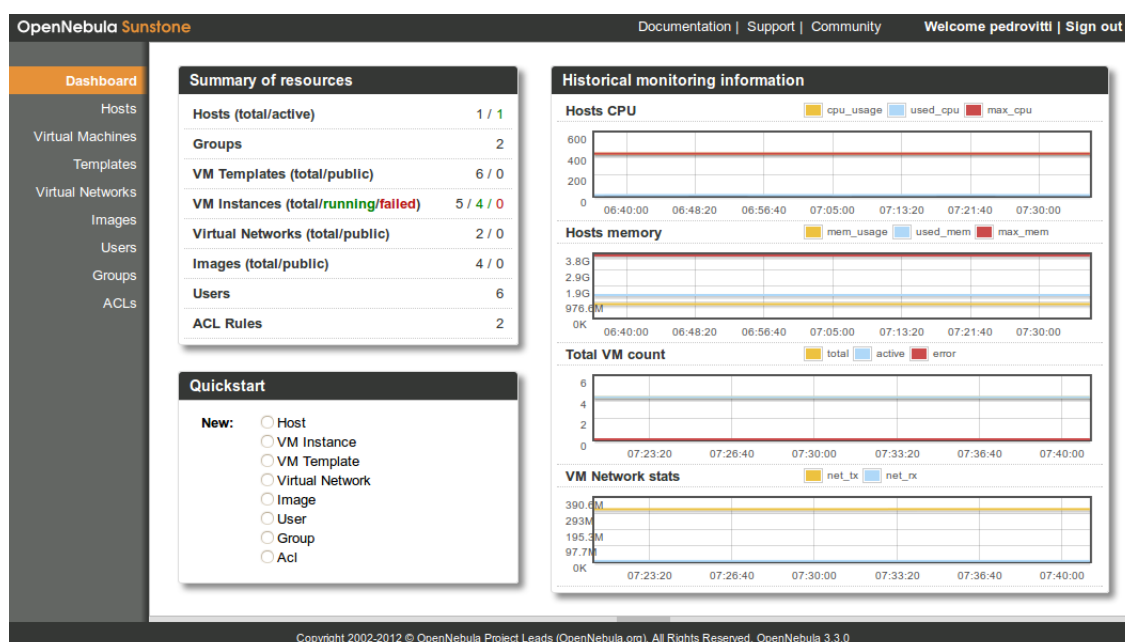 OpenNebula Sunstone
Documentation | Support | Community Welcome pedrovitti | Sign out
Dashboard
Hosts
Virtual Machines
Templates
Virtual Networks
Images
Users
Groups
ACLs
Summary of resources
Hosts (total/active) 1 / 1
Groups 2
VM Templates (total/public) 6 / 0
VM Instances (total/running/failed) 5 / 4 / 0
Virtual Networks (total/public) 2 / 0
Images (total/public) 4 / 0
Users 6
ACL Rules 2
Quickstart
New: Host
VM Instance
VM Template
Virtual Network
Image
User
Group
Acl
Historical monitoring information
Hosts CPU cpu_usage used_cpu max_cpu
600
400
200
0
06:40:00 06:48:20 06:56:40 07:05:00 07:13:20 07:21:40 07:30:00
Hosts memory mem_usage used_mem max_mem
3.8G
2.9G
1.9G
976.6M
0K
06:40:00 06:48:20 06:56:40 07:05:00 07:13:20 07:21:40 07:30:00
Total VM count total active error
6
4
2
0
07:23:20 07:26:40 07:30:00 07:33:20 07:36:40 07:40:00
VM Network stats net_tx net_rx
390.6M
293M
195.3M
97.7M
0K
07:23:20 07:26:40 07:30:00 07:33:20 07:36:40 07:40:00
Copyright 2002-2012 © OpenNebula Project Leads (OpenNebula.org). All Rights Reserved. OpenNebula 3.3.0